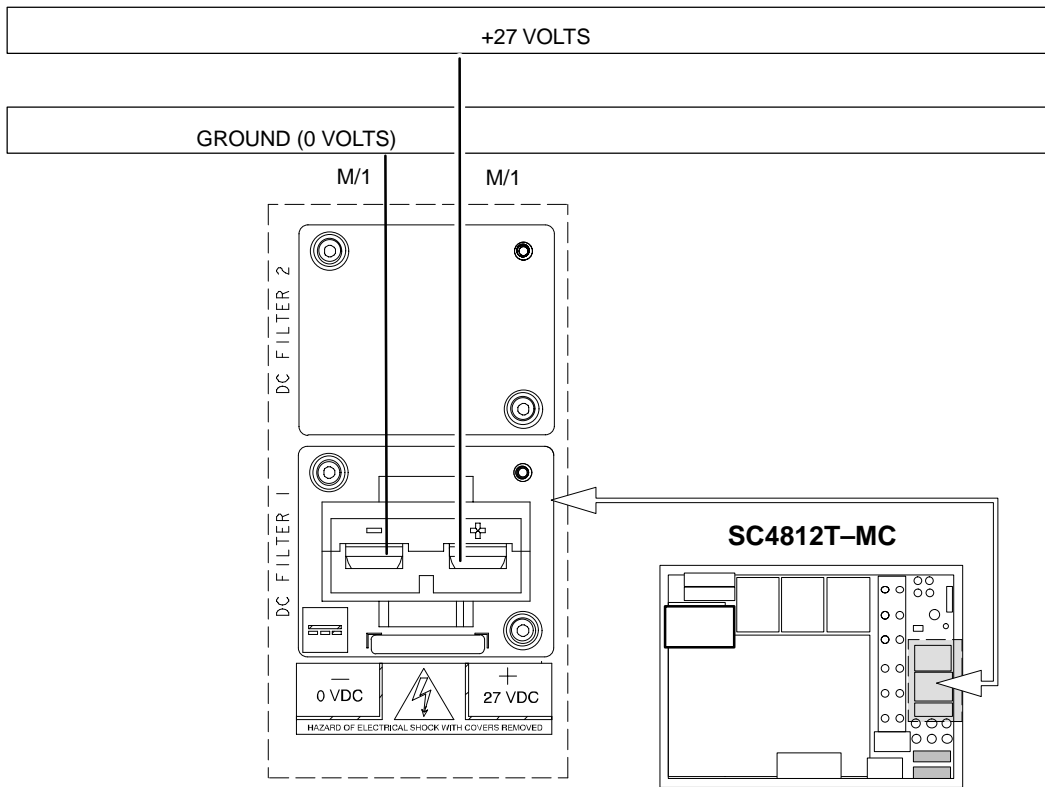 +27 VOLTS
GROUND (0 VOLTS)
M/1
M/1
DC FILTER 2
DC FILTER 1
SC4812T–MC
−
+
−
0 VDC
+
27 VDC
HAZARD OF ELECTRICAL SHOCK WITH COVERS REMOVED